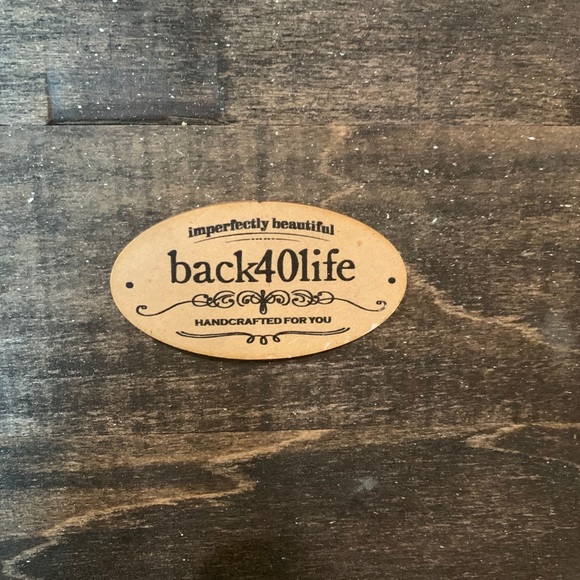 imperfectly beautiful
back40life
HANDCRAFTED FOR YOU